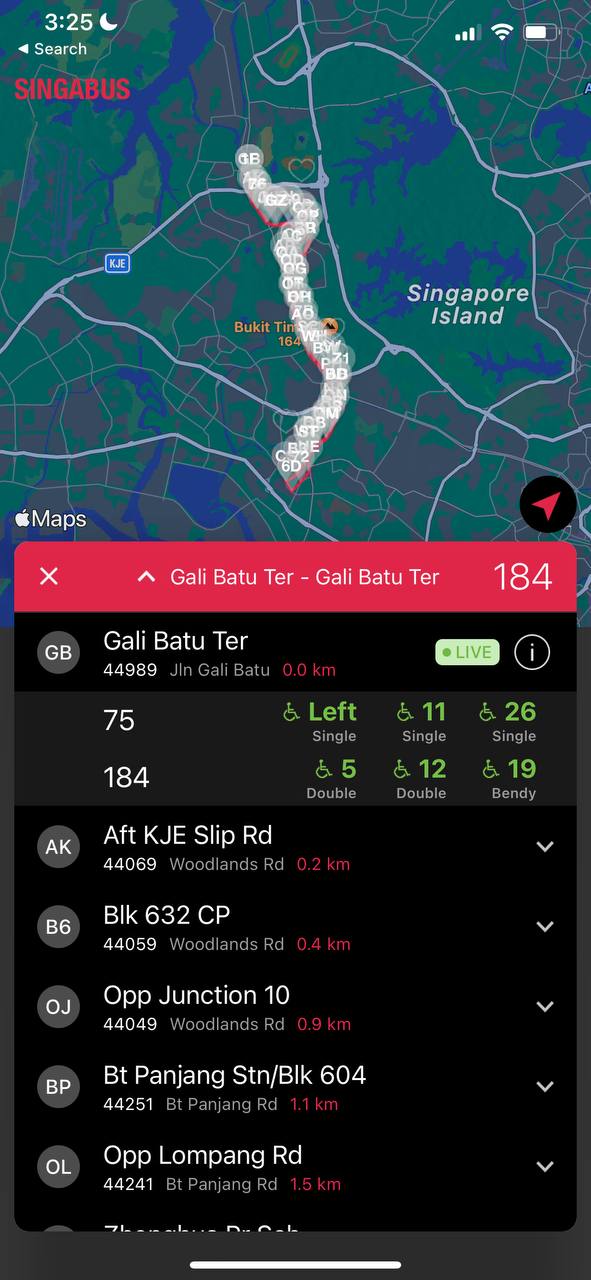 3:25
◀ Search
SINGABUS
KJE
Singapore
Island
Bukit Tim
164
GB
Maps
Gali Batu Ter - Gali Batu Ter
184
GB
Gali Batu Ter
LIVE
44989 Jln Gali Batu 0.0 km
75
Left
11
26
Single
Single
Single
184
5
12
19
Double
Double
Bendy
AK
Aft KJE Slip Rd
44069 Woodlands Rd 0.2 km
B6
Blk 632 CP
44059 Woodlands Rd 0.4 km
OJ
Opp Junction 10
44049 Woodlands Rd 0.9 km
BP
Bt Panjang Stn/Blk 604
44251 Bt Panjang Rd 1.1 km
OL
Opp Lompang Rd
44241 Bt Panjang Rd 1.5 km